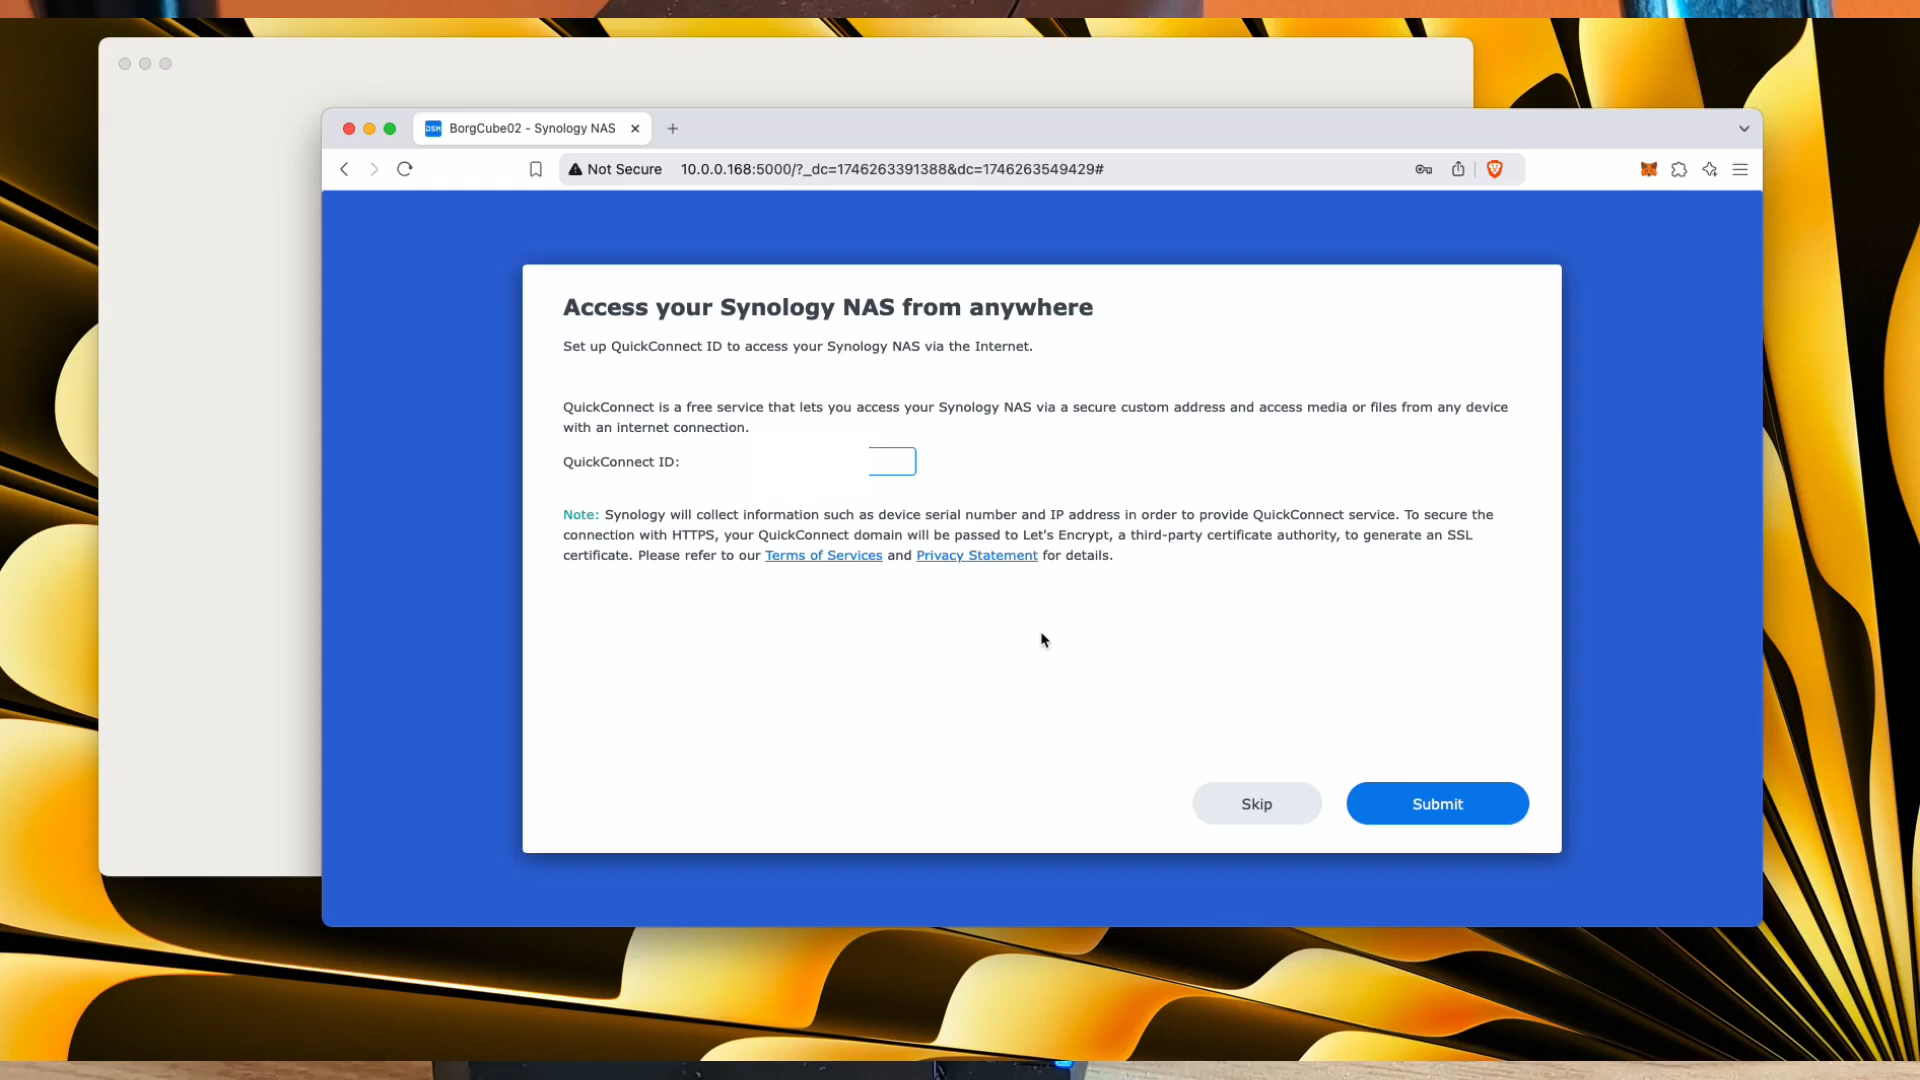 BorgCube02 - Synology NAS
Not Secure 10.0.0.168:5000/?_dc=1746263391388&dc=1746263549429#
Access your Synology NAS from anywhere
Set up QuickConnect ID to access your Synology NAS via the Internet.
QuickConnect is a free service that lets you access your Synology NAS via a secure custom address and access media or files from any device
with an internet connection.
QuickConnect ID:
Note: Synology will collect information such as device serial number and IP address in order to provide QuickConnect service. To secure the
connection with HTTPS, your QuickConnect domain will be passed to Let's Encrypt, a third-party certificate authority, to generate an SSL
certificate. Please refer to our Terms of Services and Privacy Statement for details.
Skip Submit